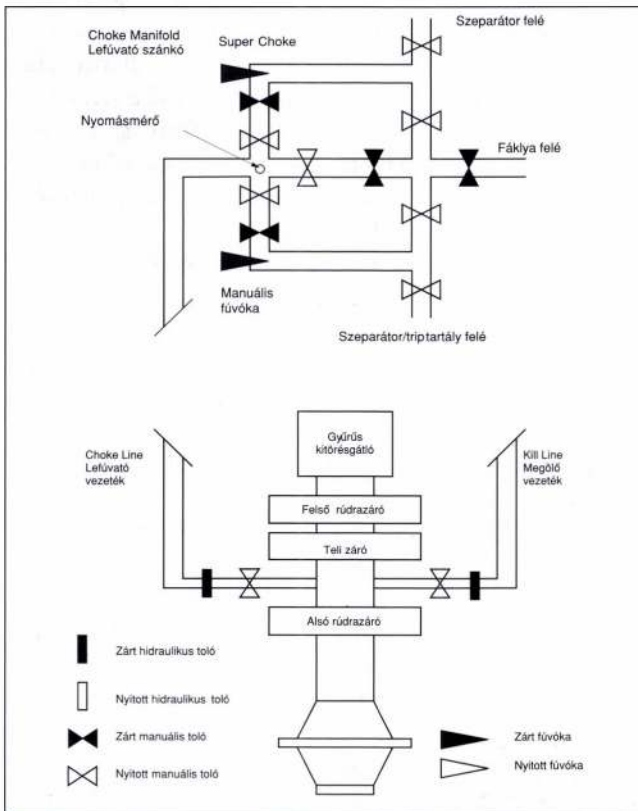 Choke Manifold
Lefúvató szánkó
Super Choke
Szeparátor felé
Nyomásmérő
Fáklya felé
Manuális
fúvóka
Szeparátor/triptartály felé
Choke Line
Lefúvató
vezeték
Gyűrűs
kitörésgátló
Kill Line
Megölő
vezeték
Felső rúdrazáró
Teli záró
Alsó rúdrazáró
Zárt hidraulikus toló
Nyitott hidraulikus toló
Zárt manuális toló
Nyitott manuális toló
Zárt fúvóka
Nyitott fúvóka